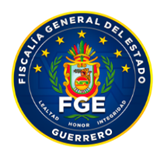 FISCALÍA GENERAL DEL ESTADO
FGE
LEALTAD HONOR INTEGRIDAD
GUERRERO